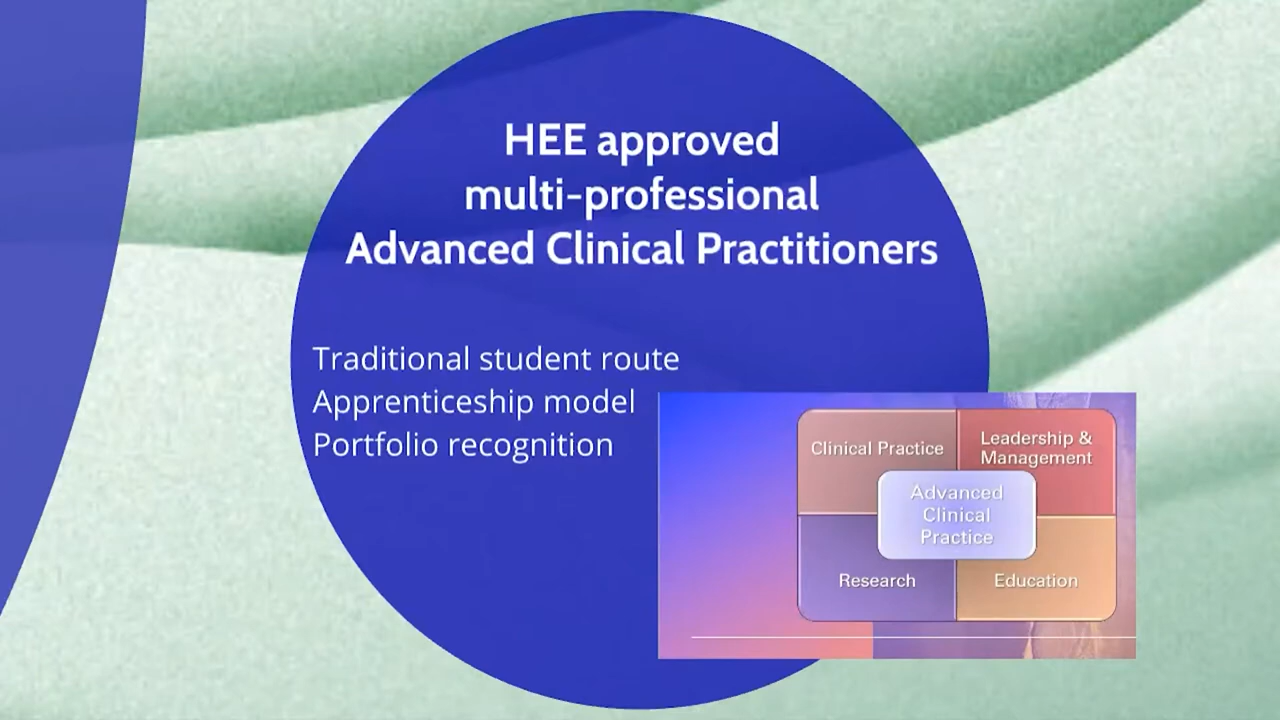 HEE approved
multi-professional
Advanced Clinical Practitioners
Traditional student route
Apprenticeship model
Portfolio recognition
Clinical Practice
Leadership &
Management
Advanced
Clinical
Practice
Research
Education